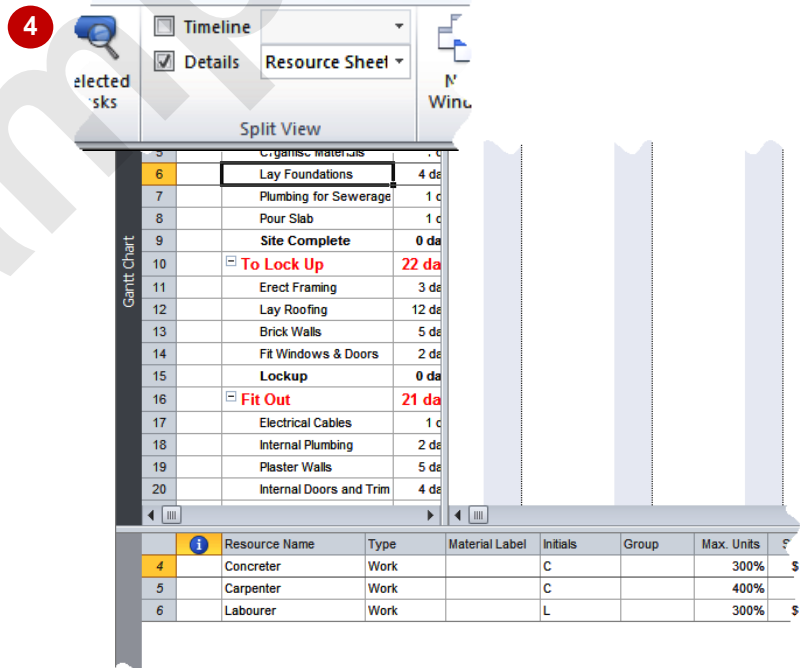 4
Timeline
Details Resource Sheet
Split View
6 Lay Foundations 4 da
7 Plumbing for Sewerage 1 d
8 Pour Slab 1 d
9 Site Complete 0 da
10 To Lock Up 22 da
11 Erect Framing 3 da
12 Lay Roofing 12 da
13 Brick Walls 5 da
14 Fit Windows & Doors 2 da
15 Lockup 0 da
16 Fit Out 21 da
17 Electrical Cables 1 d
18 Internal Plumbing 2 da
19 Plaster Walls 5 da
20 Internal Doors and Trim 4 da
Gantt Chart
Resource Name Type Material Label Initials Group Max. Units
4 Concreter Work C 300% $
5 Carpenter Work C 400%
6 Labourer Work L 300% $